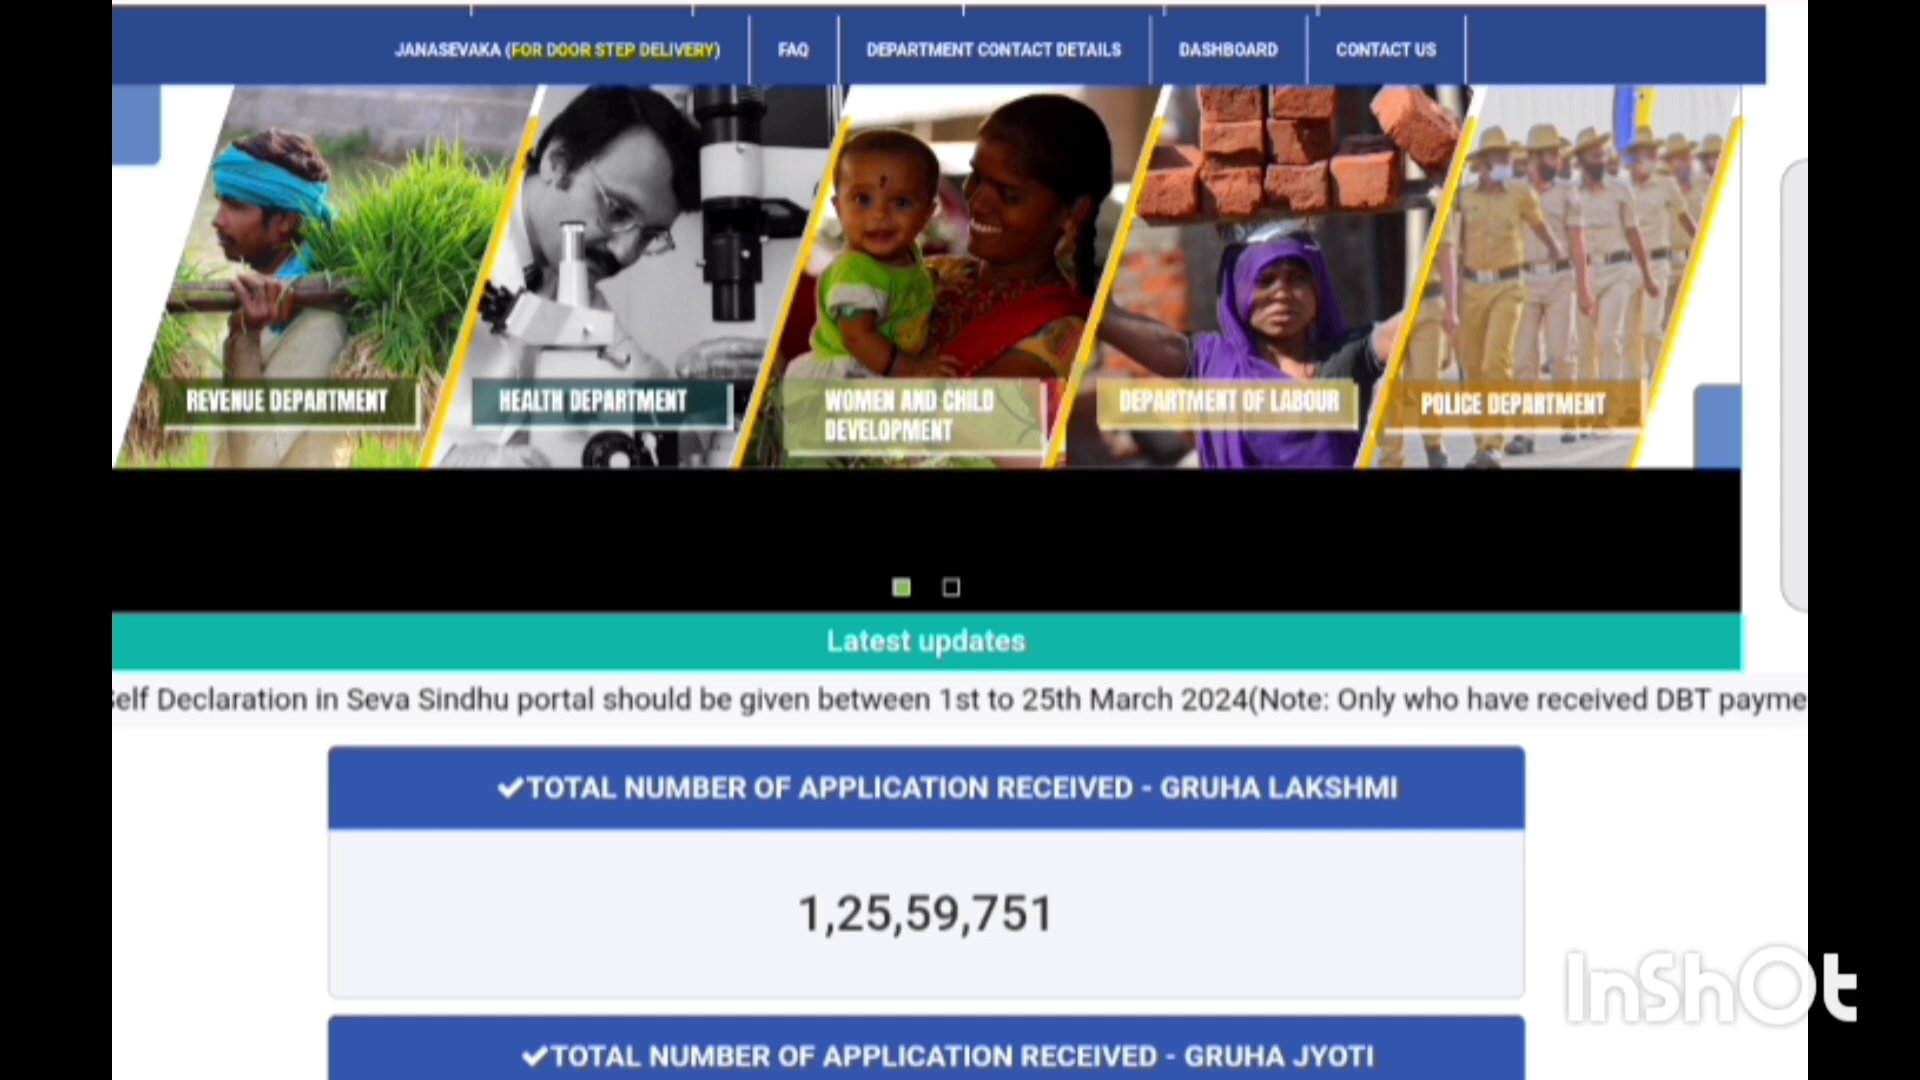 JANASEVAKA (FOR DOOR STEP DELIVERY) FAQ DEPARTMENT CONTACT DETAILS DASHBOARD CONTACT US
REVENUE DEPARTMENT
HEALTH DEPARTMENT
WOMEN AND CHILD
DEVELOPMENT
DEPARTMENT OF LABOUR
POLICE DEPARTMENT
Latest updates
Self Declaration in Seva Sindhu portal should be given between 1st to 25th March 2024(Note: Only who have received DBT payme
TOTAL NUMBER OF APPLICATION RECEIVED - GRUHA LAKSHMI
1,25,59,751
InShOt
TOTAL NUMBER OF APPLICATION RECEIVED - GRUHA JYOTI